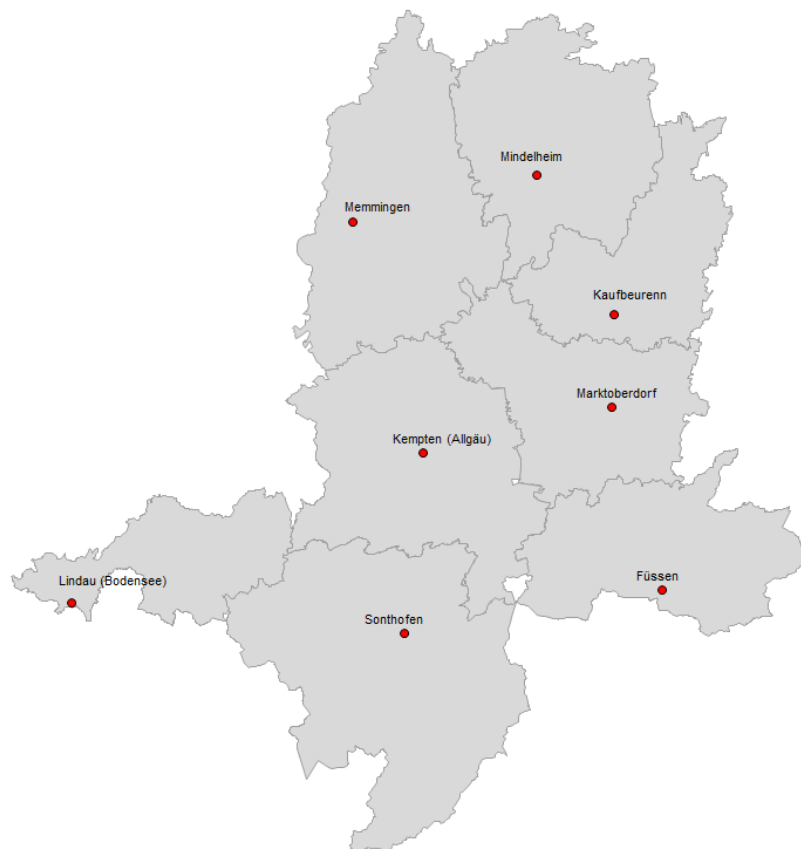 Mindelheim
Memmingen
Kaufbeurenn
Marktoberdorf
Kempten (Allgäu)
Lindau (Bodensee)
Füssen
Sonthofen